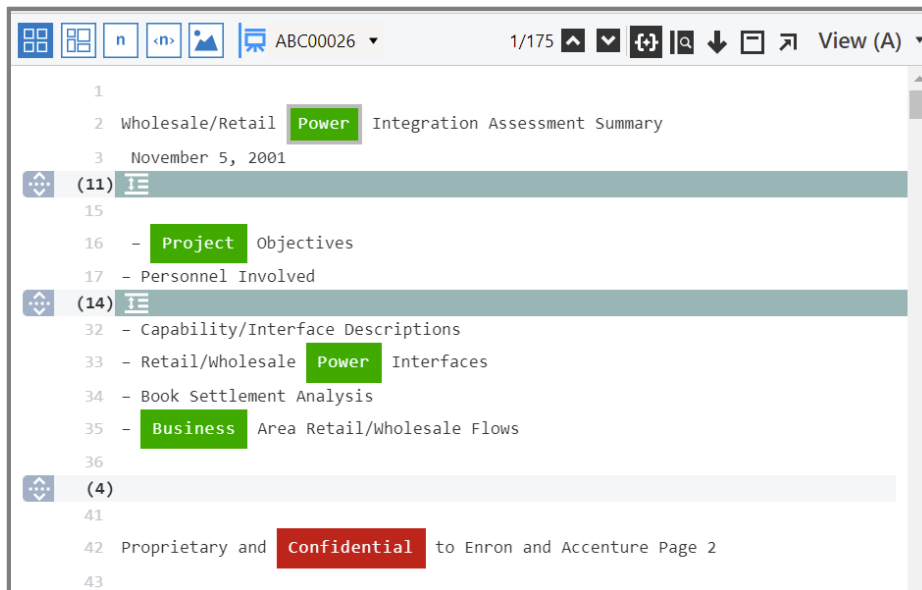 n <n> ABC00026 1/175 View (A)
1
2 Wholesale/Retail Power Integration Assessment Summary
3 November 5, 2001
(11)
15
16 – Project Objectives
17 – Personnel Involved
(14)
32 – Capability/Interface Descriptions
33 – Retail/Wholesale Power Interfaces
34 – Book Settlement Analysis
35 – Business Area Retail/Wholesale Flows
36
(4)
41
42 Proprietary and Confidential to Enron and Accenture Page 2
43